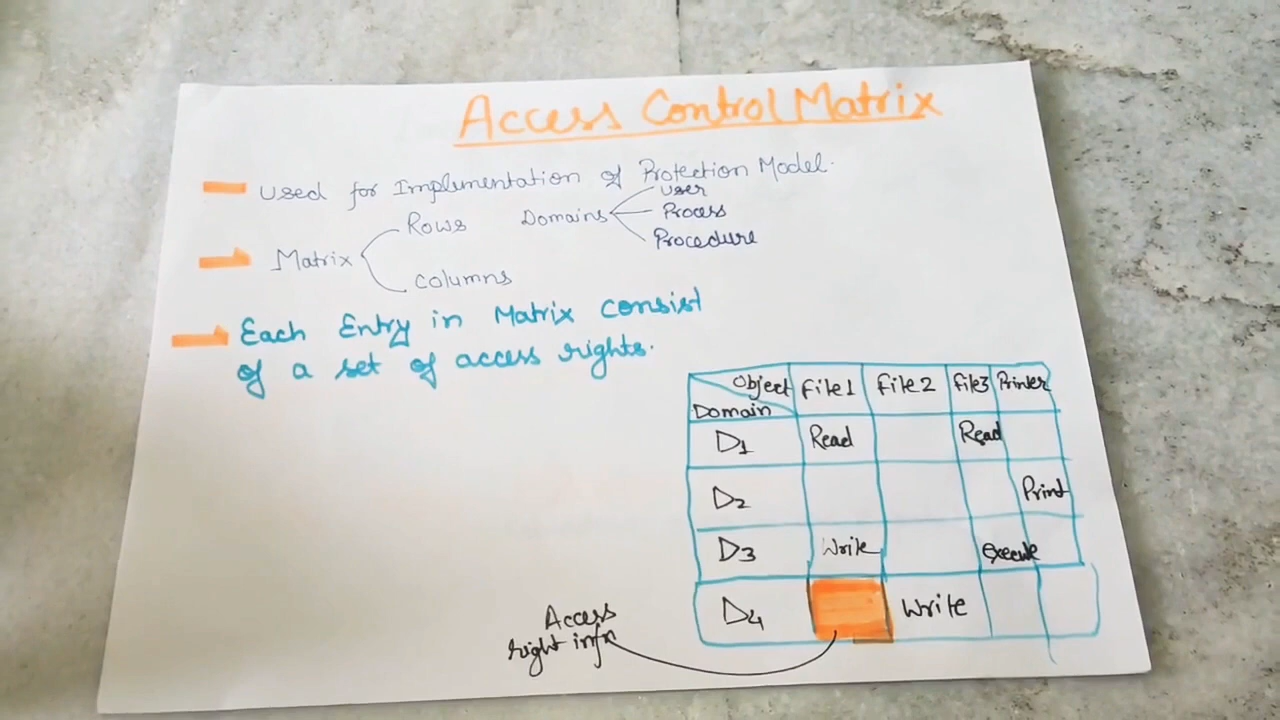 Access Control Matrix
Used for Implementation of Protection Model.
Matrix
Rows
Columns
Domains
User
Process
Procedure
Each Entry in Matrix consist
of a set of access rights.
Object Domain File1 File2 File3 Printer
D1 Read Read
D2 Print
D3 Write execute
D4 Write
Access
right infn